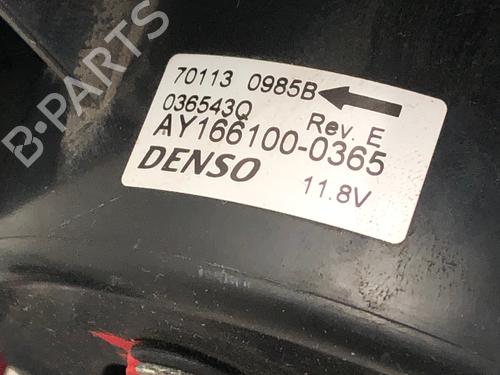 70113 0985B
036543Q Rev. E
AY166100-0365
DENSO 11.8V
B-PARTS